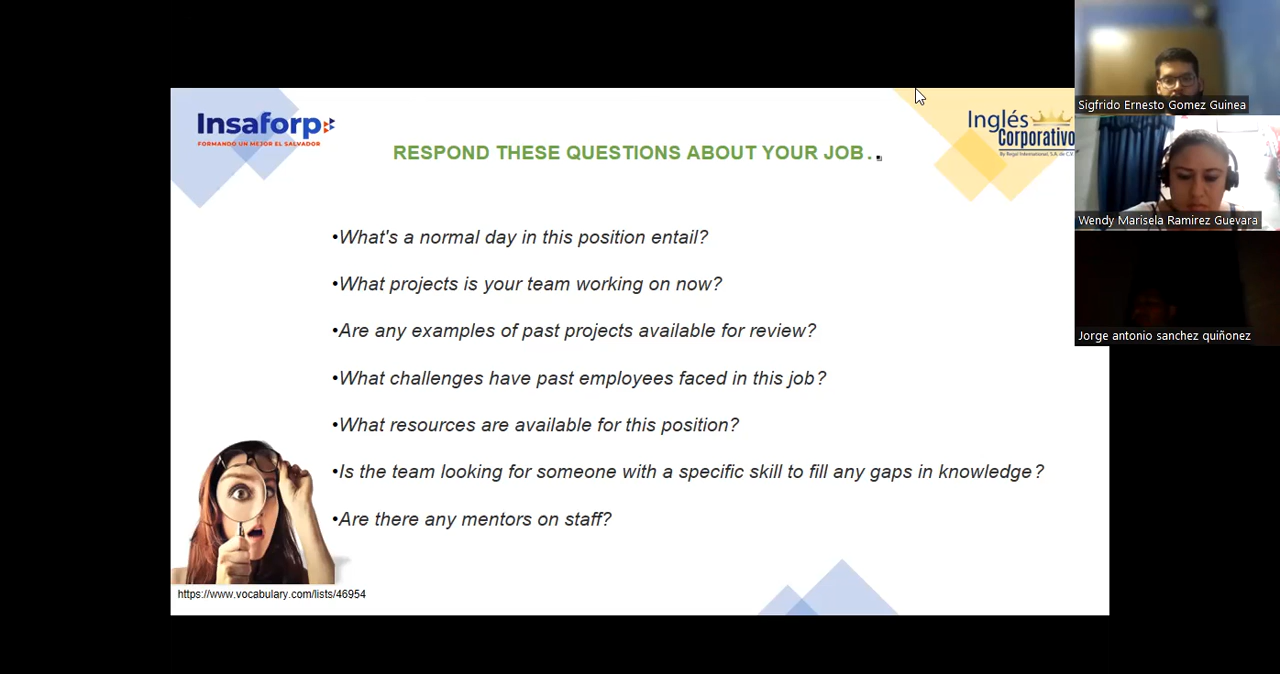 Insaforp
FORMANDO UN MEJOR EL SALVADOR
Inglés
Corporativo
By Regal International, S.A. de C.V.
RESPOND THESE QUESTIONS ABOUT YOUR JOB.
•What's a normal day in this position entail?
•What projects is your team working on now?
•Are any examples of past projects available for review?
•What challenges have past employees faced in this job?
•What resources are available for this position?
•Is the team looking for someone with a specific skill to fill any gaps in knowledge?
•Are there any mentors on staff?
https://www.vocabulary.com/lists/46954
Sigfrido Ernesto Gomez Guinea
Wendy Marisela Ramirez Guevara
Jorge antonio sanchez quiñonez